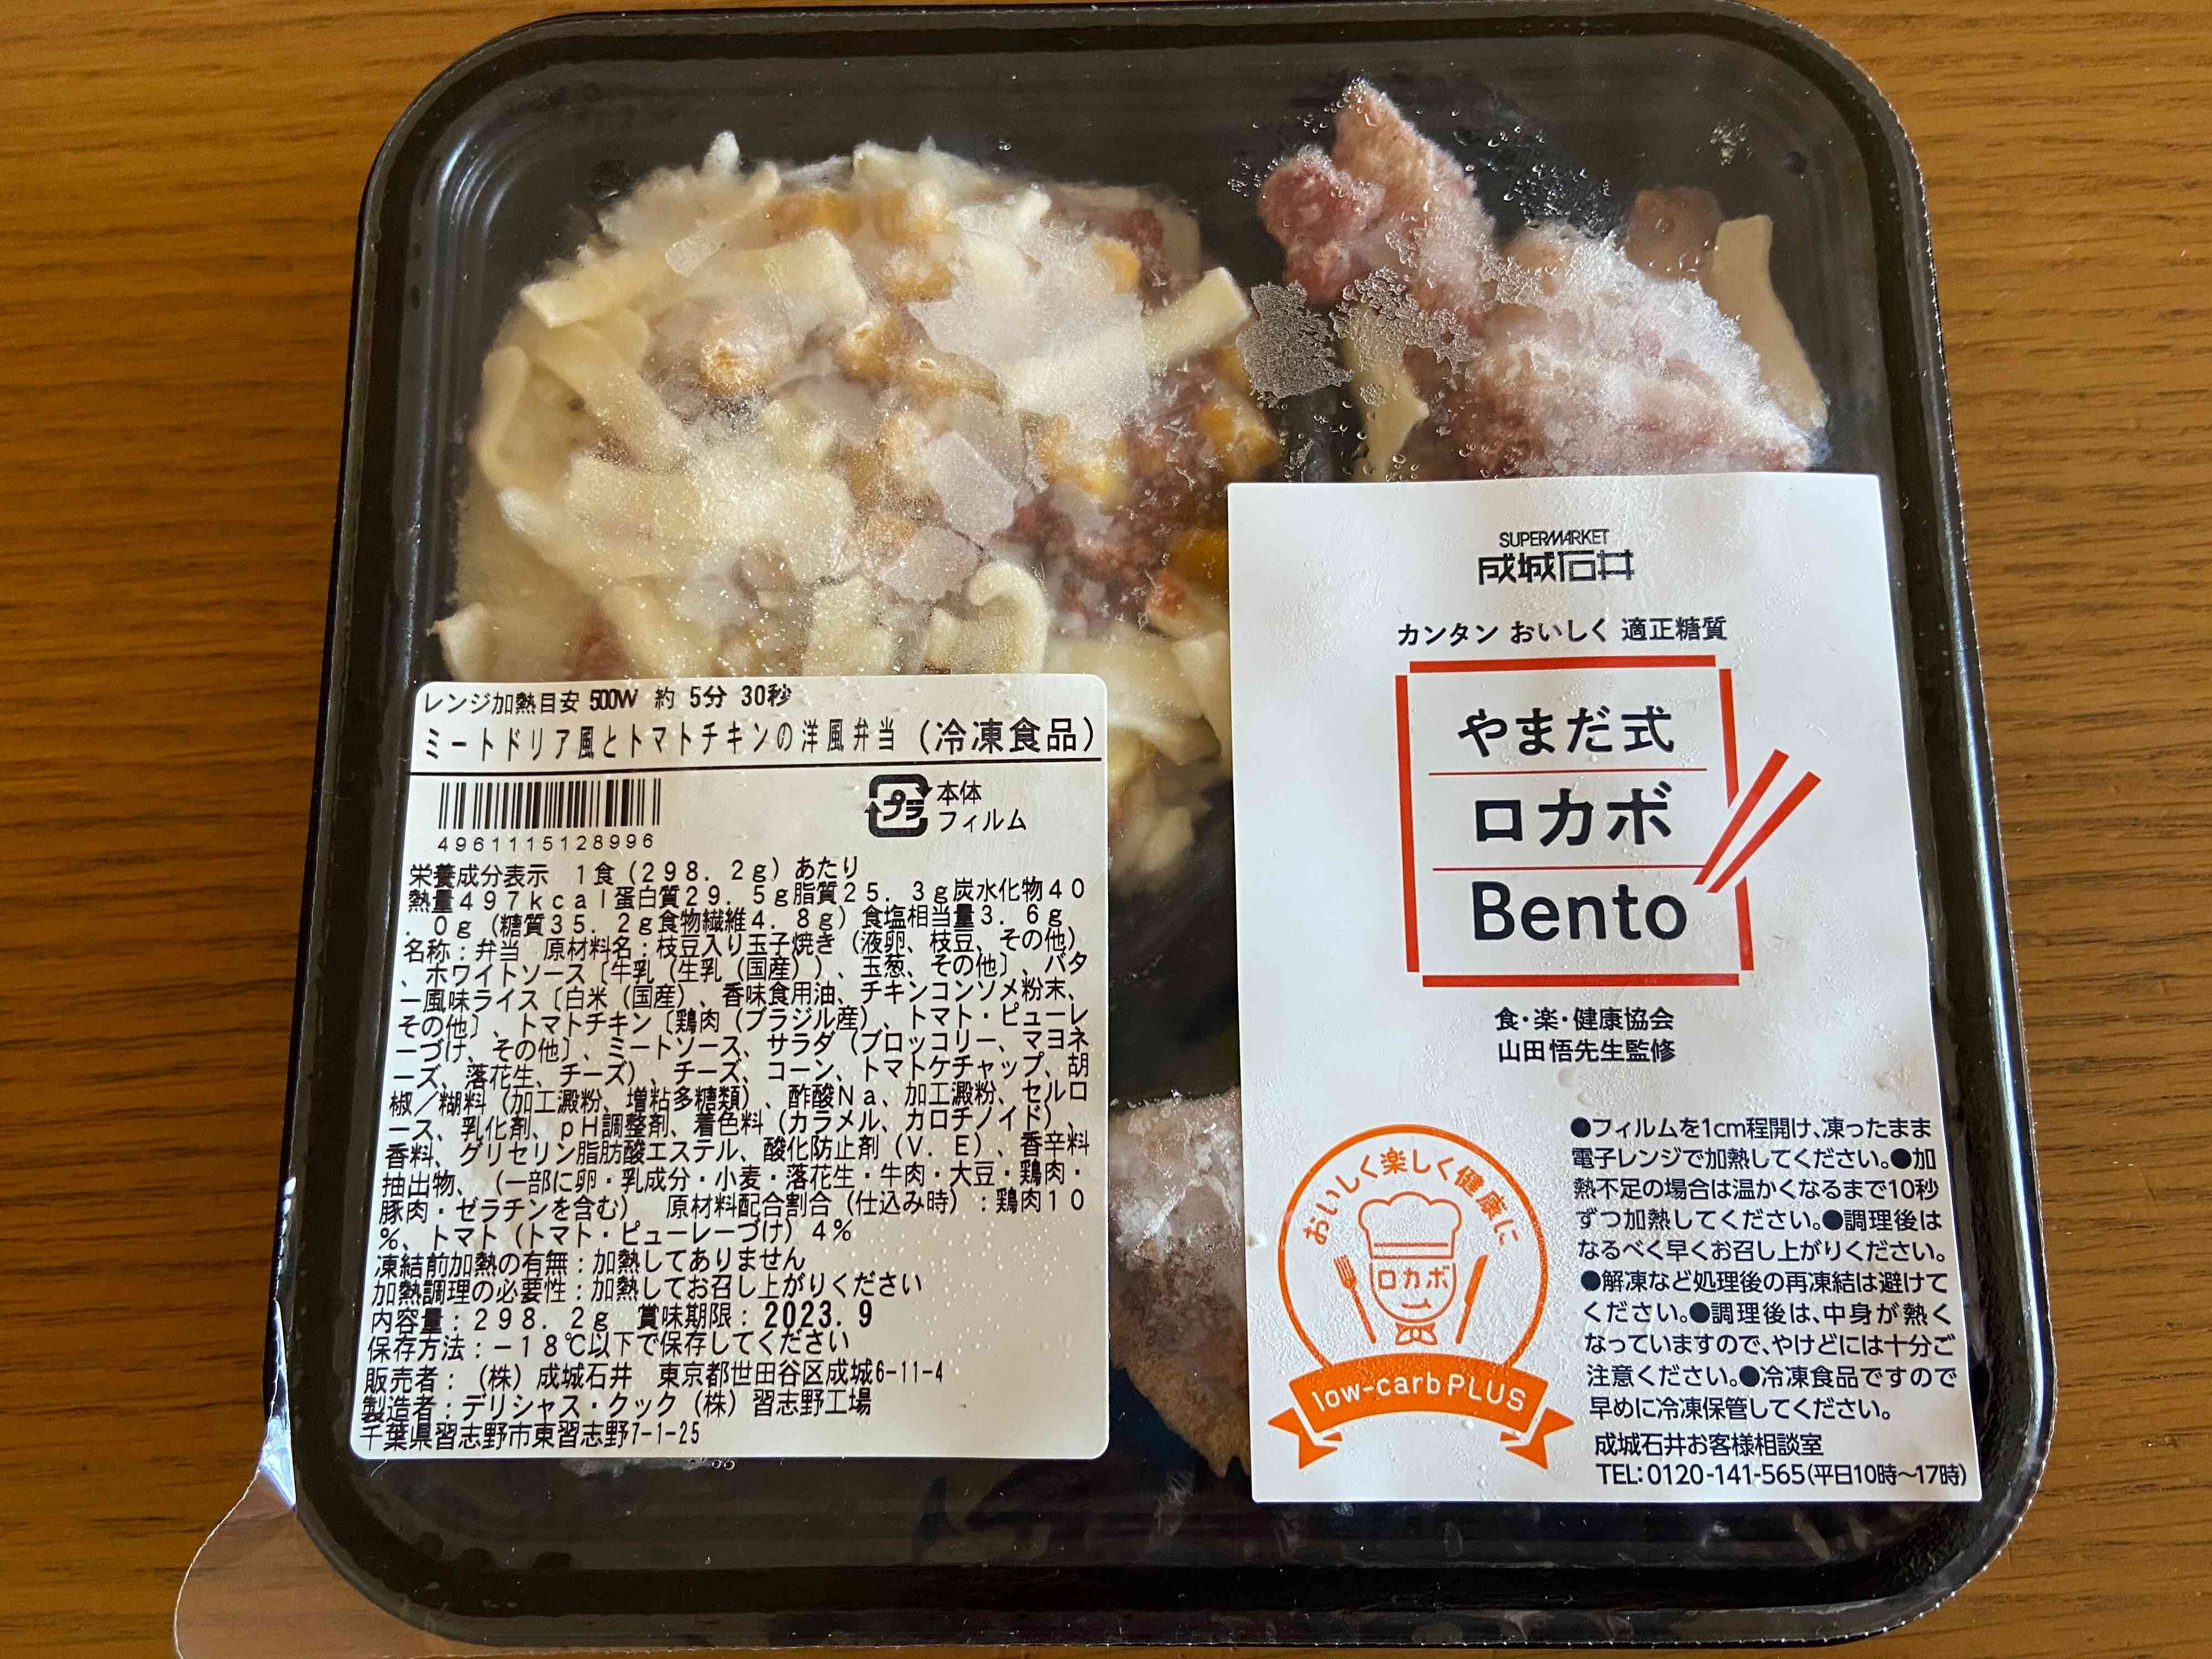 レンジ加熱目安 500W 約 5分 30秒
ミートドリア風とトマトチキンの洋風弁当(冷凍食品)
プラ
本体
フィルム
4961115128996
栄養成分表示 1食(298.2g)あたり
熱量497kcal蛋白質29.5g脂質25.3g炭水化物40
.0g(糖質35.2g食物繊維4.8g)食塩相当量3.6g
名称:弁当 原材料名:枝豆入り玉子焼き(液卵、枝豆、その他)
、ホワイトソース〔牛乳(生乳(国産))、玉葱、その他〕、バタ
ー風味ライス〔白米(国産)、香味食用油、チキンコンソメ粉末、
その他〕、トマトチキン〔鶏肉(ブラジル産)、トマト・ピューレ
ーづけ、その他〕、ミートソース、サラダ(ブロッコリー、マヨネ
ーズ、落花生、チーズ)、チーズ、コーン、トマトケチャップ、胡
椒/糊料(加工澱粉、増粘多糖類)、酢酸Na、加工澱粉、セルロ
ース、乳化剤、pH調整剤、着色料(カラメル、カロチノイド)、
香料、グリセリン脂肪酸エステル、酸化防止剤(V.E)、香辛料
抽出物、(一部に卵・乳成分・小麦・落花生・牛肉・大豆・鶏肉・
豚肉・ゼラチンを含む) 原材料配合割合(仕込み時):鶏肉10
%、トマト(トマト・ピューレーづけ)4%
凍結前加熱の有無:加熱してありません
加熱調理の必要性:加熱してお召し上がりください
内容量:298.2g 賞味期限:2023.9
保存方法:-18℃以下で保存してください
販売者:(株)成城石井 東京都世田谷区成城6-11-4
製造者:デリシャス・クック(株)習志野工場
千葉県習志野市東習志野7-1-25
SUPERMARKET
成城石井
カンタン おいしく 適正糖質
やまだ式
ロカボ
Bento
食・楽・健康協会
山田悟先生監修
おいしく楽しく健康に
ロカボ
low-carb PLUS
●フィルムを1cm程開け、凍ったまま
電子レンジで加熱してください。●加
熱不足の場合は温かくなるまで10秒
ずつ加熱してください。●調理後は
なるべく早くお召し上がりください。
●解凍など処理後の再凍結は避けて
ください。●調理後は、中身が熱く
なっていますので、やけどには十分ご
注意ください。●冷凍食品ですので
早めに冷凍保管してください。
成城石井お客様相談室
TEL:0120-141-565(平日10時〜17時)